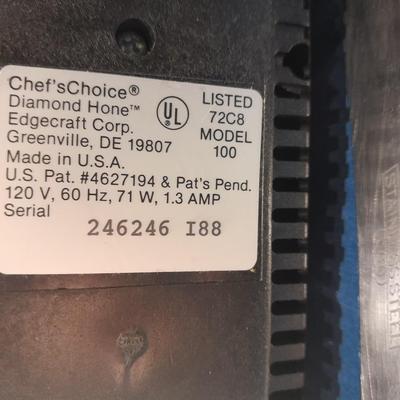 Chef'sChoice®
Diamond Hone™
Edgecraft Corp.
Greenville, DE 19807
Made in U.S.A.
U.S. Pat. #4627194 & Pat's Pend.
120 V, 60 Hz, 71 W, 1.3 AMP
Serial
246246 I88
UL
®
LISTED
72C8
MODEL
100